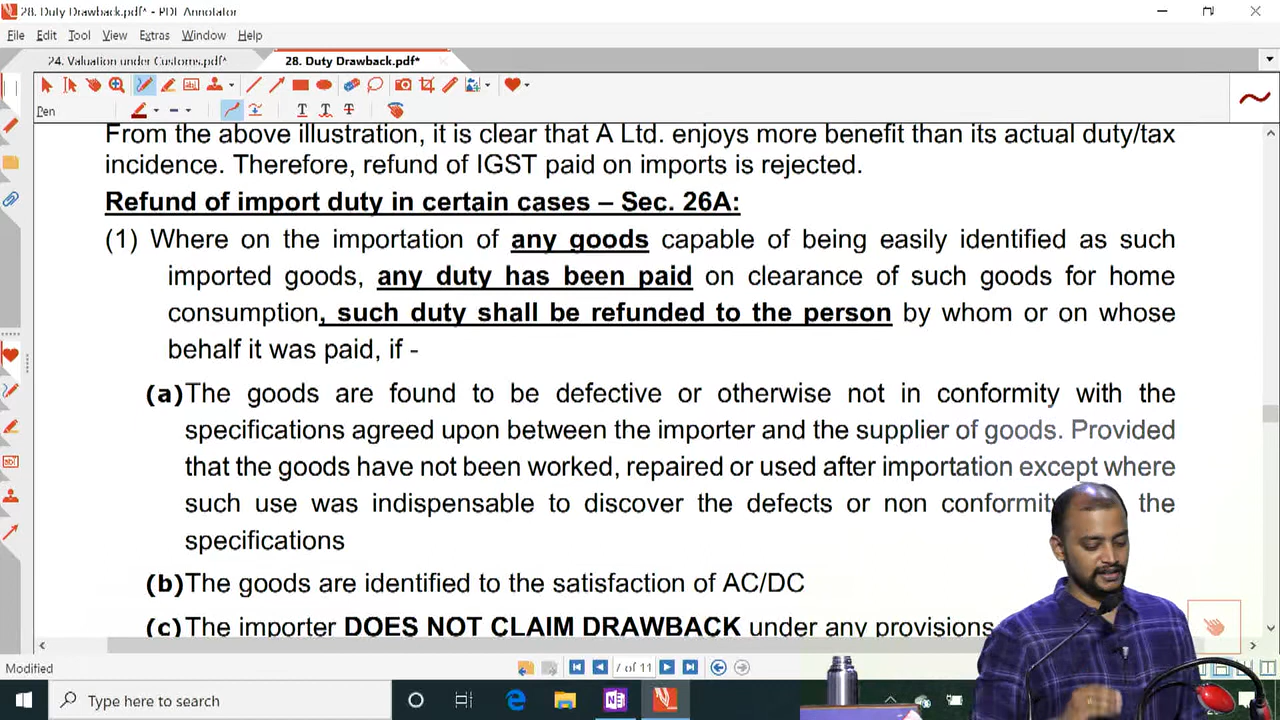 28. Duty Drawback.pdf* - PDF Annotator
File Edit Tool View Extras Window Help
24. Valuation under Customs.pdf* 28. Duty Drawback.pdf*
Pen
From the above illustration, it is clear that A Ltd. enjoys more benefit than its actual duty/tax
incidence. Therefore, refund of IGST paid on imports is rejected.
Refund of import duty in certain cases – Sec. 26A:
(1) Where on the importation of any goods capable of being easily identified as such
imported goods, any duty has been paid on clearance of such goods for home
consumption, such duty shall be refunded to the person by whom or on whose
behalf it was paid, if -
(a) The goods are found to be defective or otherwise not in conformity with the
specifications agreed upon between the importer and the supplier of goods. Provided
that the goods have not been worked, repaired or used after importation except where
such use was indispensable to discover the defects or non conformity the
specifications
(b) The goods are identified to the satisfaction of AC/DC
(c) The importer DOES NOT CLAIM DRAWBACK under any provisions
Modified
7 of 11
Type here to search